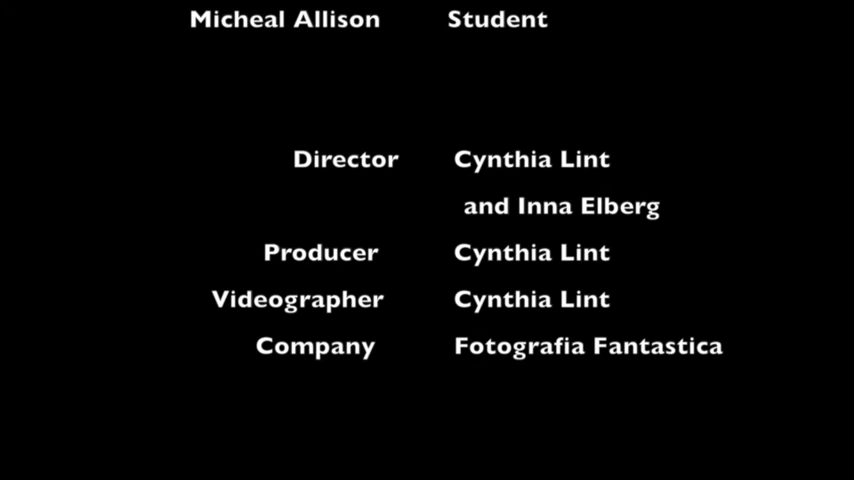 Micheal Allison Student
Director Cynthia Lint
and Inna Elberg
Producer Cynthia Lint
Videographer Cynthia Lint
Company Fotografia Fantastica